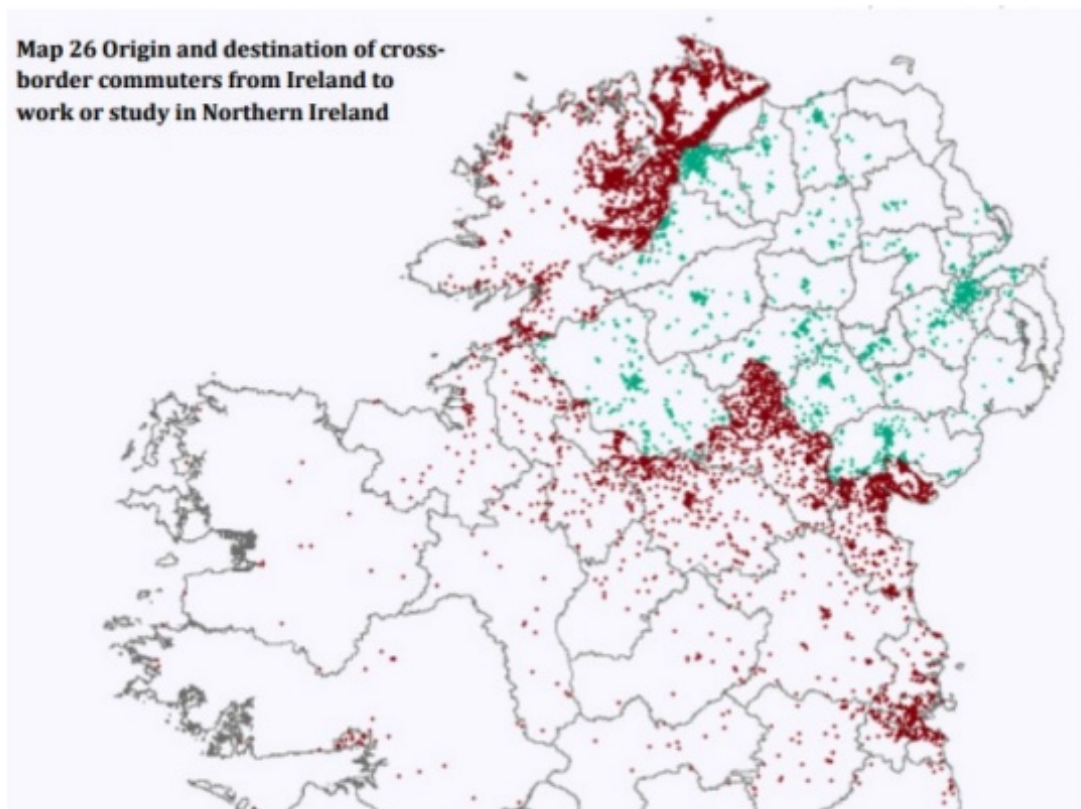 Map 26 Origin and destination of cross-
border commuters from Ireland to
work or study in Northern Ireland